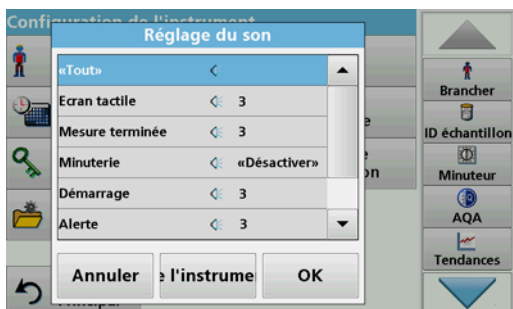 Configuration de l'instrument
Réglage du son
«Tout»
Ecran tactile 3
Mesure terminée 3
Minuterie «Désactiver»
Démarrage 3
Alerte 3
Annuler
l'instrume
OK
Principal
Brancher
ID échantillon
Minuteur
AQA
Tendances